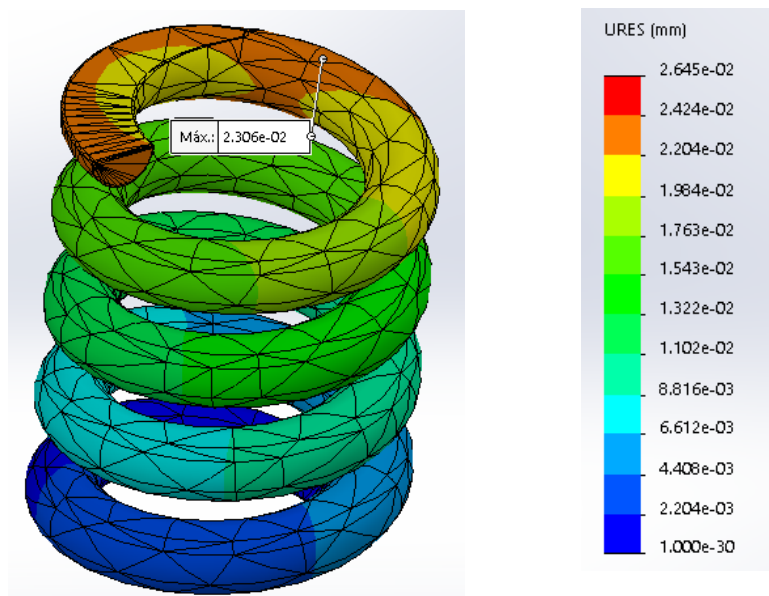 Máx.: 2.306e-02
URES (mm)
2.645e-02
2.424e-02
2.204e-02
1.984e-02
1.763e-02
1.543e-02
1.322e-02
1.102e-02
8.816e-03
6.612e-03
4.408e-03
2.204e-03
1.000e-30